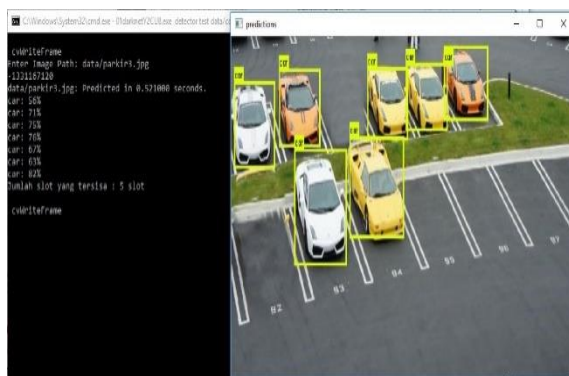 C:\Windows\System32\cmd.exe - 01darknetV2CU8.exe detector test data/c
cvWriteFrame
Enter Image Path: data/parkir3.jpg
-1331167120
data/parkir3.jpg: Predicted in 0.521000 seconds.
car: 56%
car: 71%
car: 75%
car: 76%
car: 67%
car: 63%
car: 82%
Jumlah slot yang tersisa : 5 slot
cvWriteFrame
predictions
car
car
car
car
car
car
car
92
93
94
95
96
97